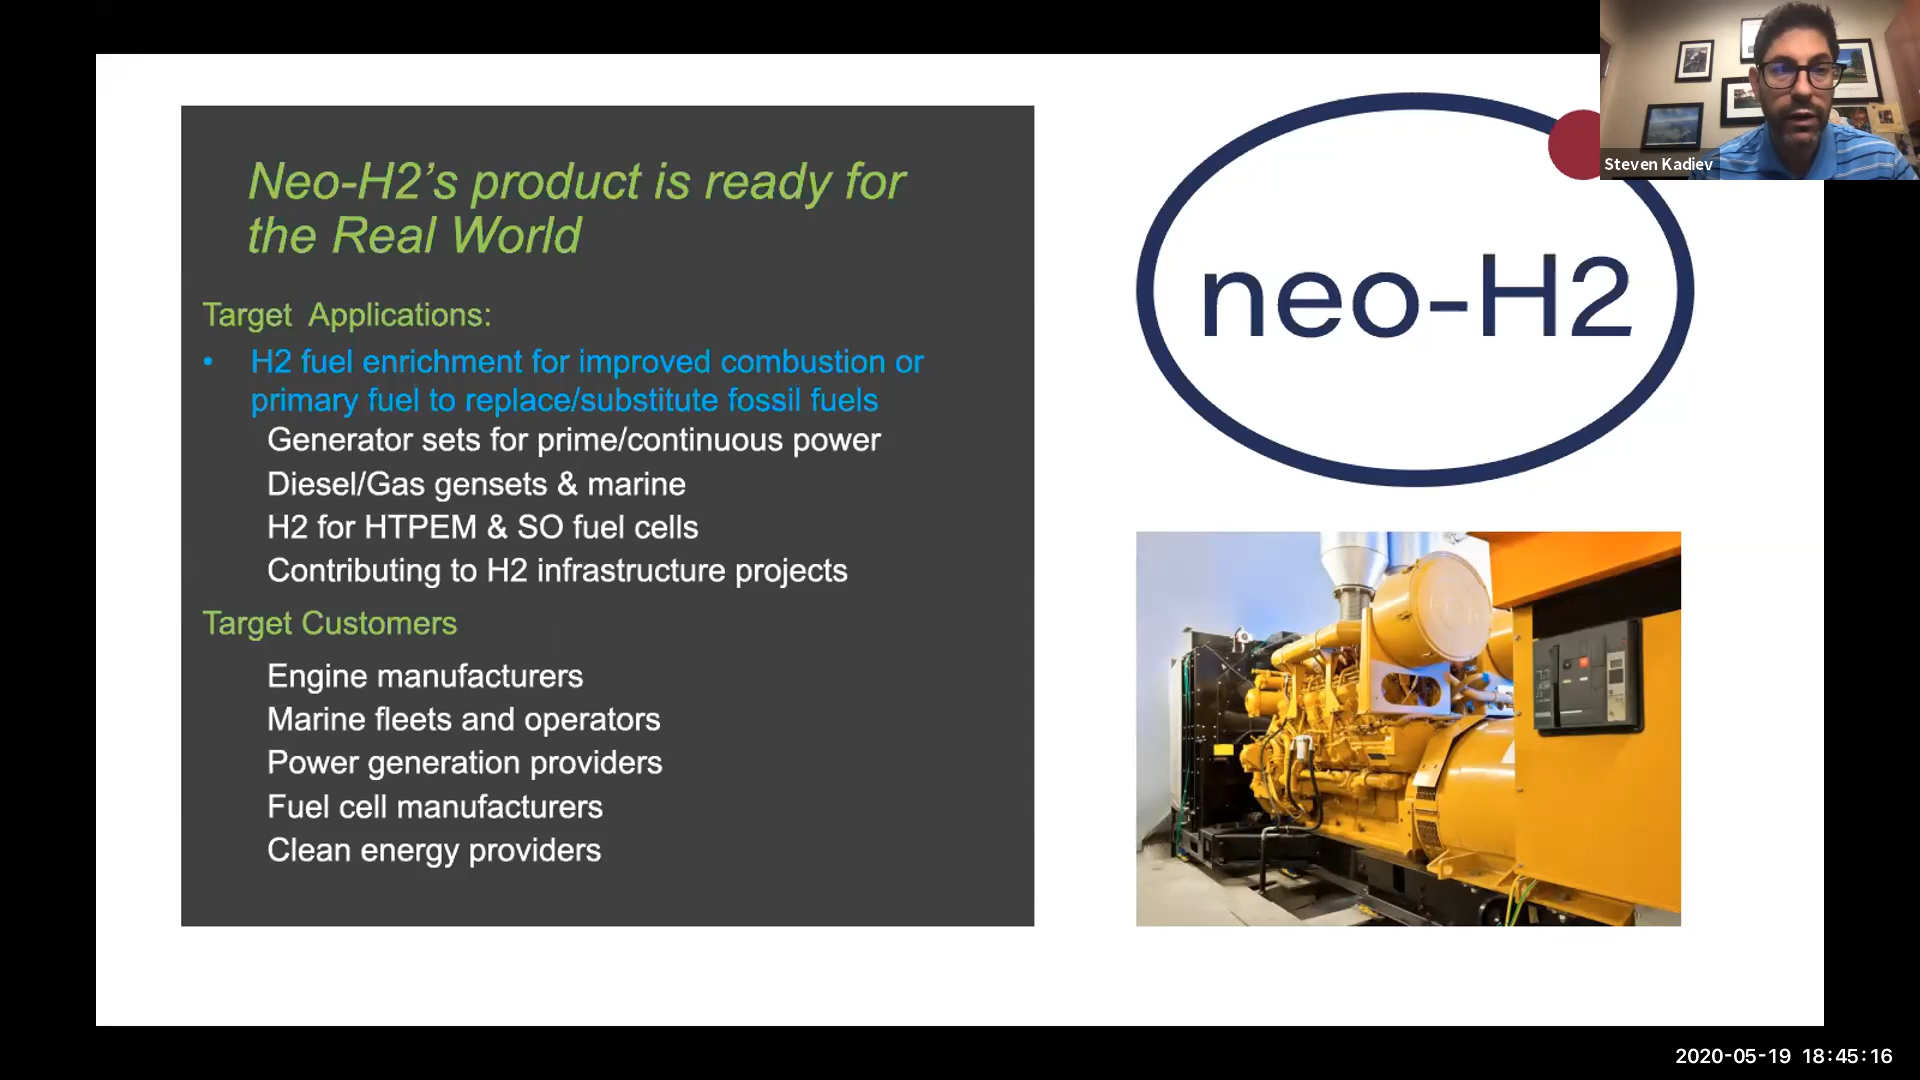 Neo-H2’s product is ready for
the Real World
Target Applications:
• H2 fuel enrichment for improved combustion or
primary fuel to replace/substitute fossil fuels
Generator sets for prime/continuous power
Diesel/Gas gensets & marine
H2 for HTPEM & SO fuel cells
Contributing to H2 infrastructure projects
Target Customers
Engine manufacturers
Marine fleets and operators
Power generation providers
Fuel cell manufacturers
Clean energy providers
neo-H2
Steven Kadiev
2020-05-19 18:45:16